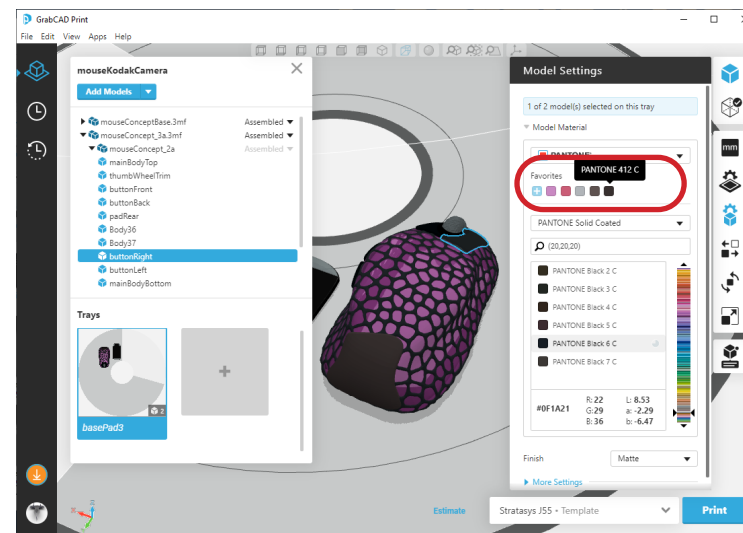 GrabCAD Print
File Edit View Apps Help
mouseKodakCamera
Add Models
mouseConceptBase.3mf Assembled
mouseConcept_3a.3mf Assembled
mouseConcept_2a Assembled
mainBodyTop
thumbWheelTrim
buttonFront
buttonBack
padRear
Body36
Body37
buttonRight
buttonLeft
mainBodyBottom
Trays
2
basePad3
Model Settings
1 of 2 model(s) selected on this tray
Model Material
PANTONE
Favorites
PANTONE 412 C
PANTONE Solid Coated
(20,20,20)
PANTONE Black 2 C
PANTONE Black 3 C
PANTONE Black 4 C
PANTONE Black 5 C
PANTONE Black 6 C
PANTONE Black 7 C
#0F1A21
R: 22 L: 8.53
G: 29 a: -2.29
B: 36 b: -6.47
Finish Matte
More Settings
mm
Estimate
Stratasys J55 • Template
Print